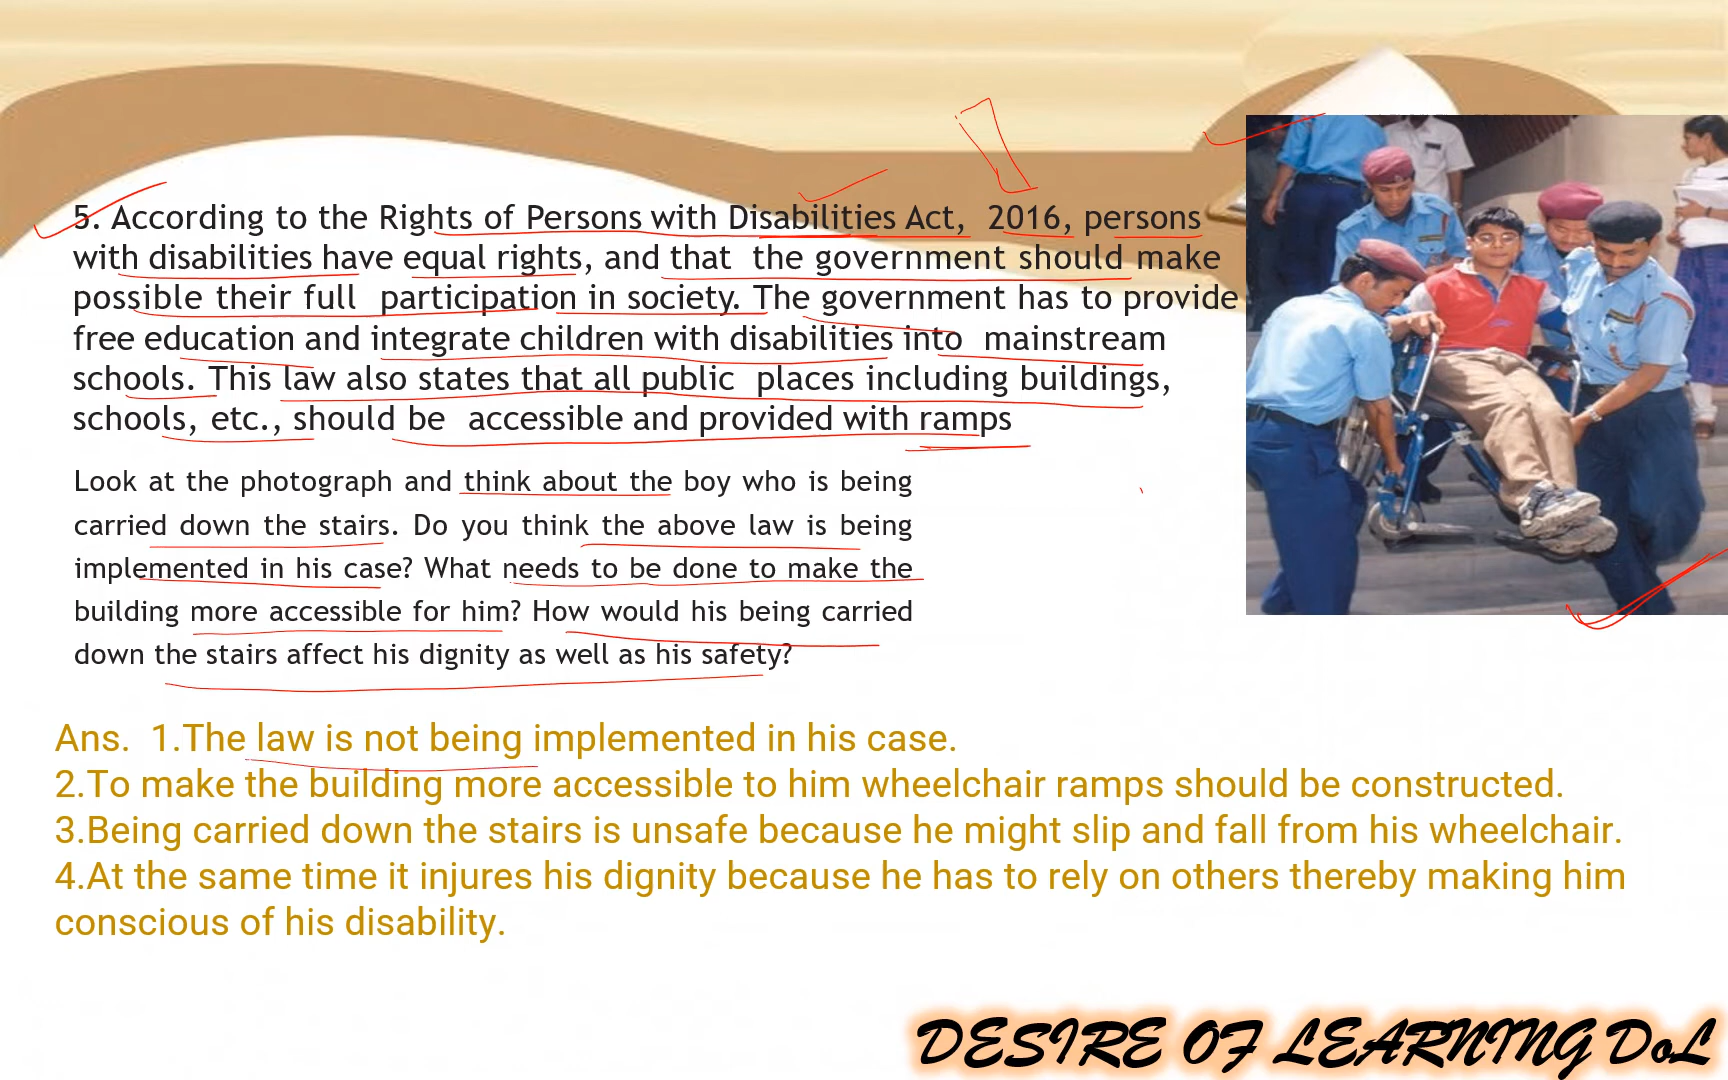 5. According to the Rights of Persons with Disabilities Act, 2016, persons
with disabilities have equal rights, and that the government should make
possible their full participation in society. The government has to provide
free education and integrate children with disabilities into mainstream
schools. This law also states that all public places including buildings,
schools, etc., should be accessible and provided with ramps
Look at the photograph and think about the boy who is being
carried down the stairs. Do you think the above law is being
implemented in his case? What needs to be done to make the
building more accessible for him? How would his being carried
down the stairs affect his dignity as well as his safety?
Ans. 1.The law is not being implemented in his case.
2.To make the building more accessible to him wheelchair ramps should be constructed.
3.Being carried down the stairs is unsafe because he might slip and fall from his wheelchair.
4.At the same time it injures his dignity because he has to rely on others thereby making him
conscious of his disability.
DESIRE OF LEARNING DoL